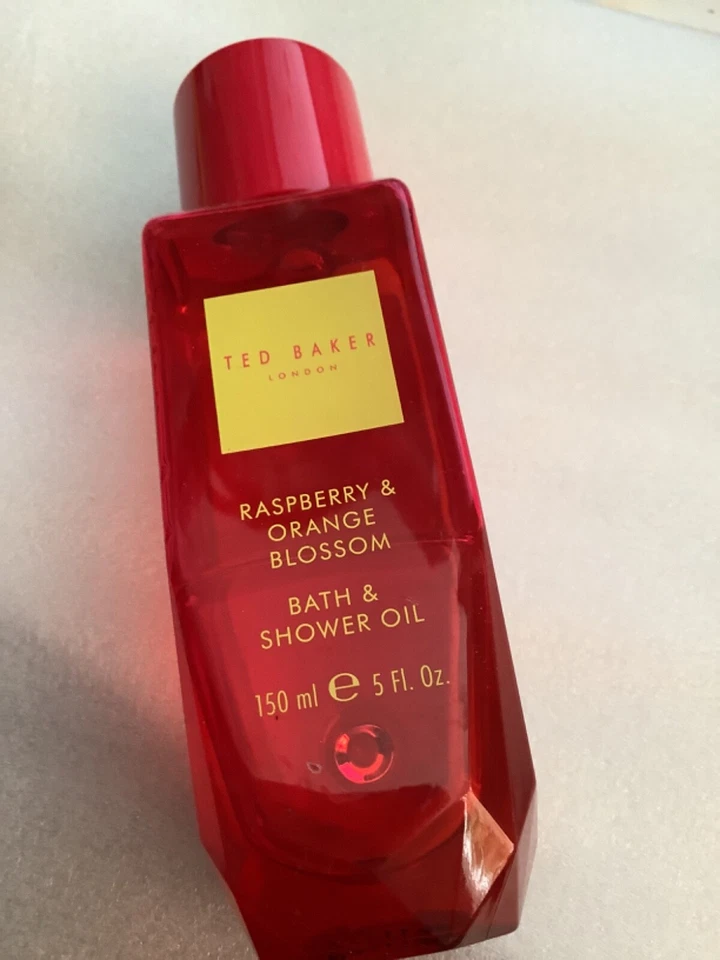 TED BAKER
LONDON
RASPBERRY &
ORANGE
BLOSSOM
BATH &
SHOWER OIL
150 ml ℮ 5 Fl. Oz.